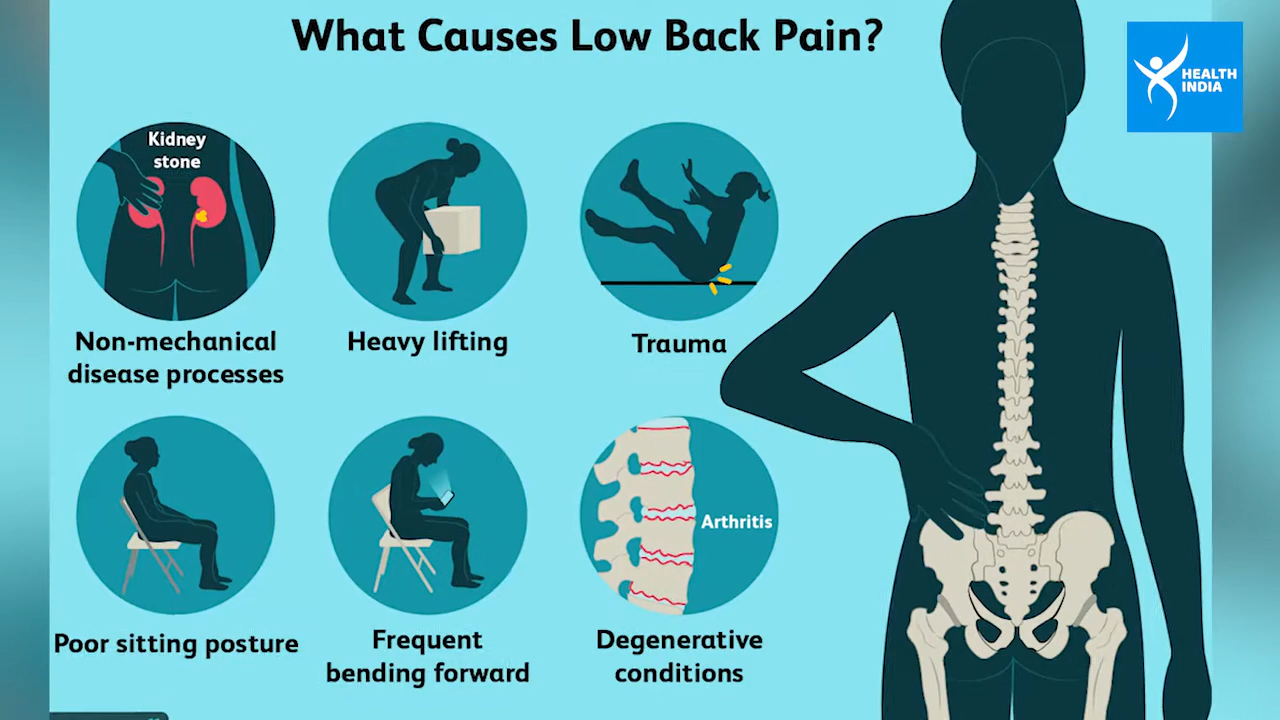 What Causes Low Back Pain?
HEALTH
INDIA
Kidney
stone
Non-mechanical
disease processes
Heavy lifting
Trauma
Poor sitting posture
Frequent
bending forward
Arthritis
Degenerative
conditions